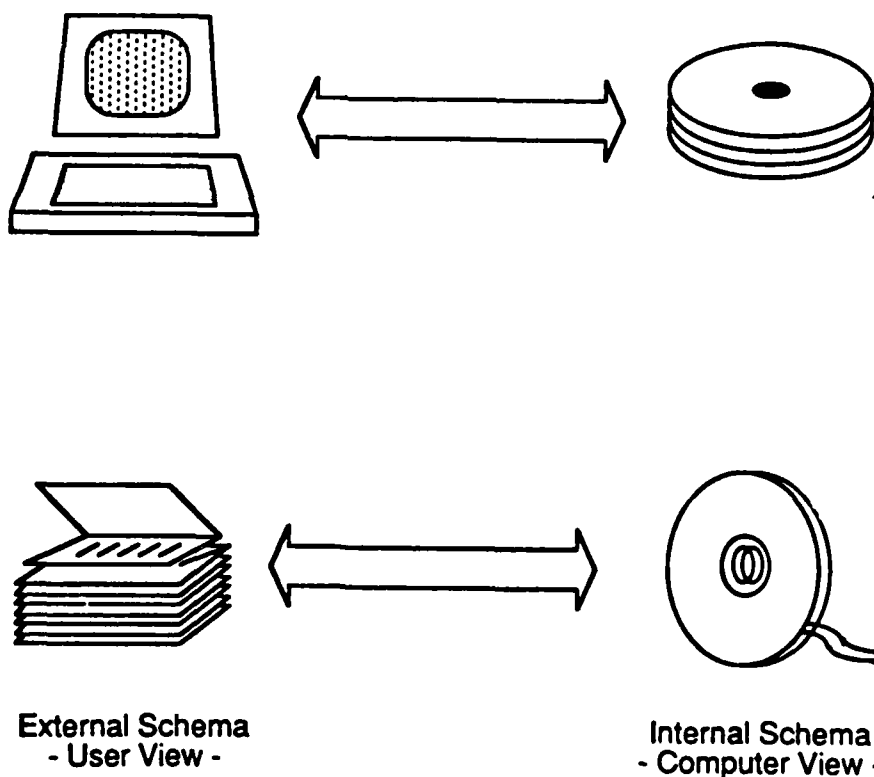 External Schema
- User View -
Internal Schema
- Computer View -